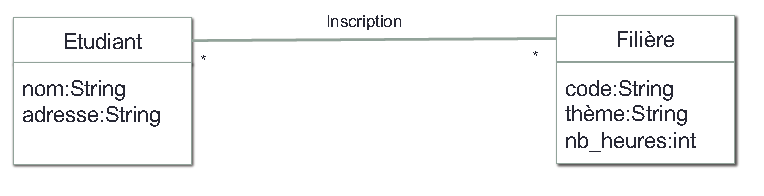 Inscription
Etudiant
nom:String
adresse:String
*
*
Filière
code:String
thème:String
nb_heures:int